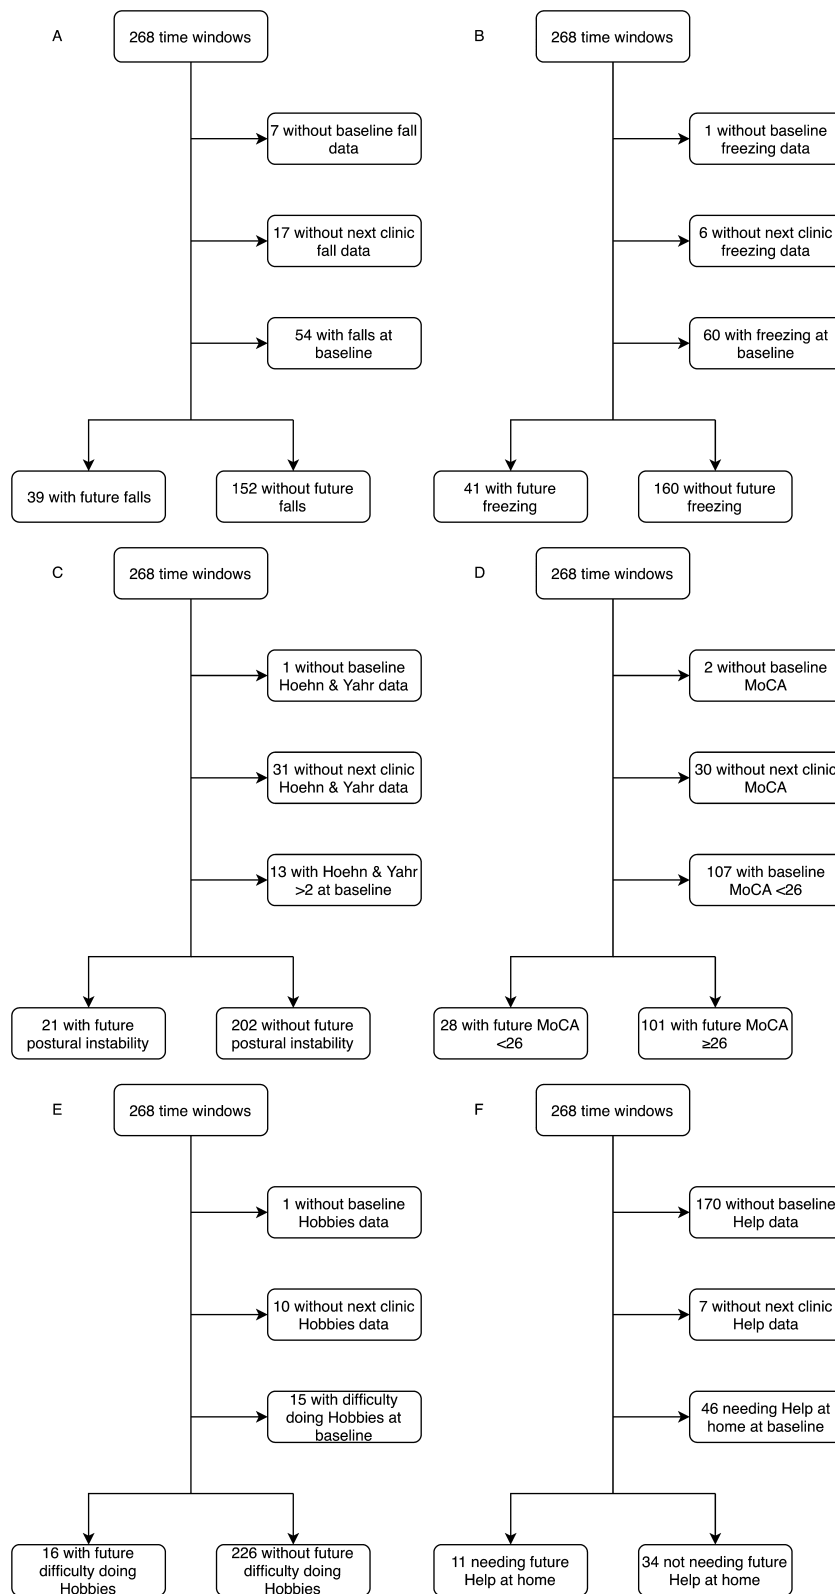 A
268 time windows
7 without baseline fall
data
17 without next clinic
fall data
54 with falls at
baseline
39 with future falls
152 without future
falls
B
268 time windows
1 without baseline
freezing data
6 without next clinic
freezing data
60 with freezing at
baseline
41 with future
freezing
160 without future
freezing
C
268 time windows
1 without baseline
Hoehn & Yahr data
31 without next clinic
Hoehn & Yahr data
13 with Hoehn & Yahr
>2 at baseline
21 with future
postural instability
202 without future
postural instability
D
268 time windows
2 without baseline
MoCA
30 without next clinic
MoCA
107 with baseline
MoCA <26
28 with future MoCA
<26
101 with future MoCA
≥26
E
268 time windows
1 without baseline
Hobbies data
10 without next clinic
Hobbies data
15 with difficulty
doing Hobbies at
baseline
16 with future
difficulty doing
Hobbies
226 without future
difficulty doing
Hobbies
F
268 time windows
170 without baseline
Help data
7 without next clinic
Help data
46 needing Help at
home at baseline
11 needing future
Help at home
34 not needing future
Help at home